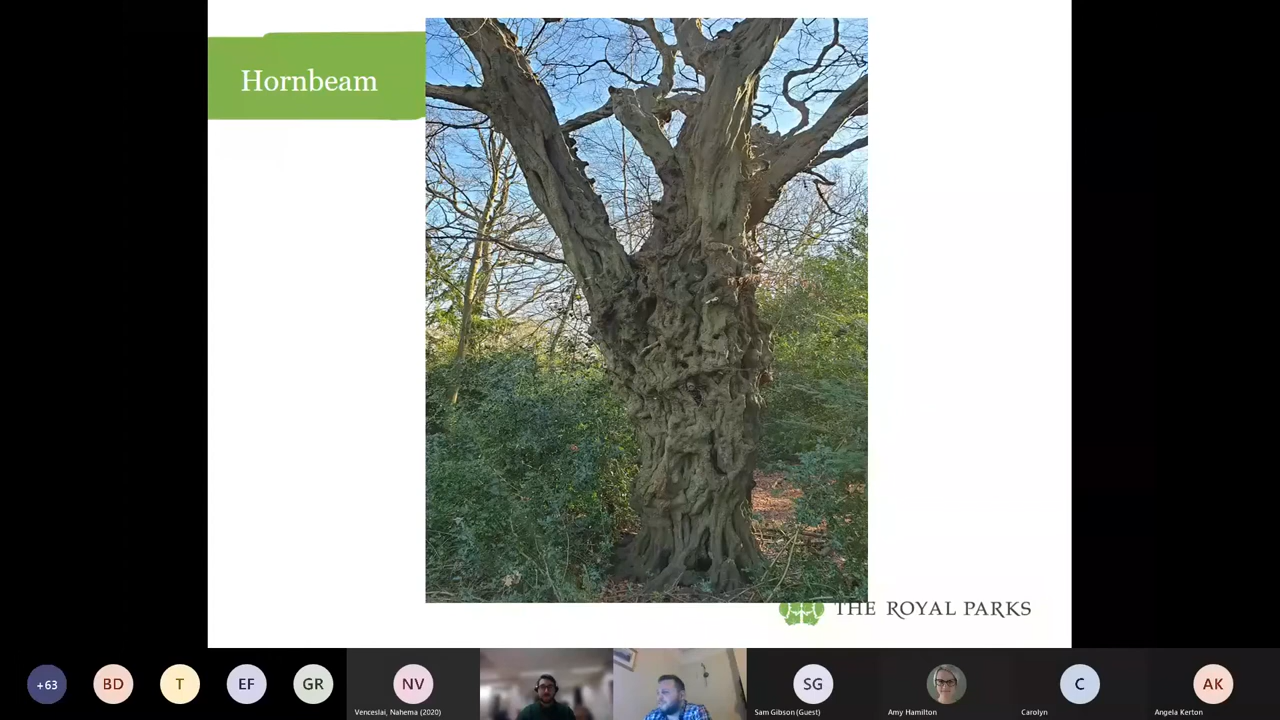 Hornbeam
THE ROYAL PARKS
+63
BD
T
EF
GR
NV
SG
C
AK
Venceslai, Nahema (2020)
Sam Gibson (Guest)
Amy Hamilton
Carolyn
Angela Kerton